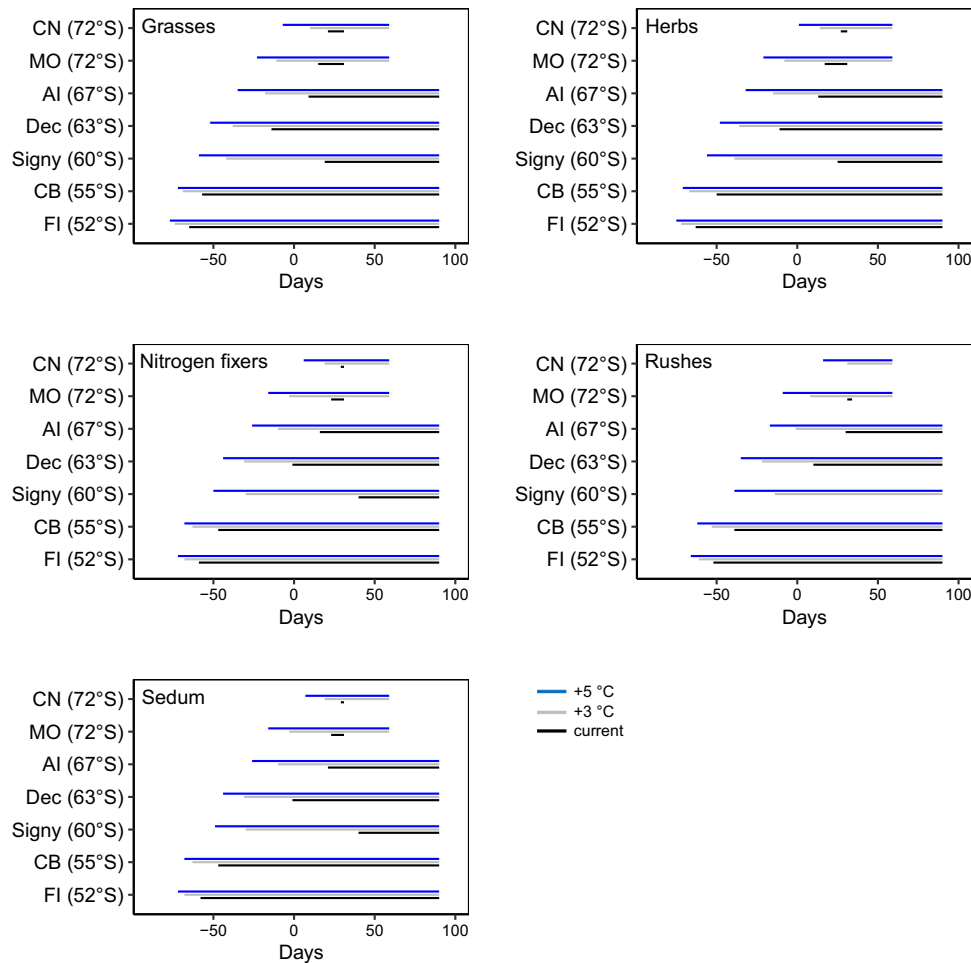 Grasses
CN (72°S)
MO (72°S)
AI (67°S)
Dec (63°S)
Signy (60°S)
CB (55°S)
FI (52°S)
−50 0 50 100
Days
Herbs
CN (72°S)
MO (72°S)
AI (67°S)
Dec (63°S)
Signy (60°S)
CB (55°S)
FI (52°S)
−50 0 50 100
Days
Nitrogen fixers
CN (72°S)
MO (72°S)
AI (67°S)
Dec (63°S)
Signy (60°S)
CB (55°S)
FI (52°S)
−50 0 50 100
Days
Rushes
CN (72°S)
MO (72°S)
AI (67°S)
Dec (63°S)
Signy (60°S)
CB (55°S)
FI (52°S)
−50 0 50 100
Days
Sedum
CN (72°S)
MO (72°S)
AI (67°S)
Dec (63°S)
Signy (60°S)
CB (55°S)
FI (52°S)
−50 0 50 100
Days
+5 °C
+3 °C
current